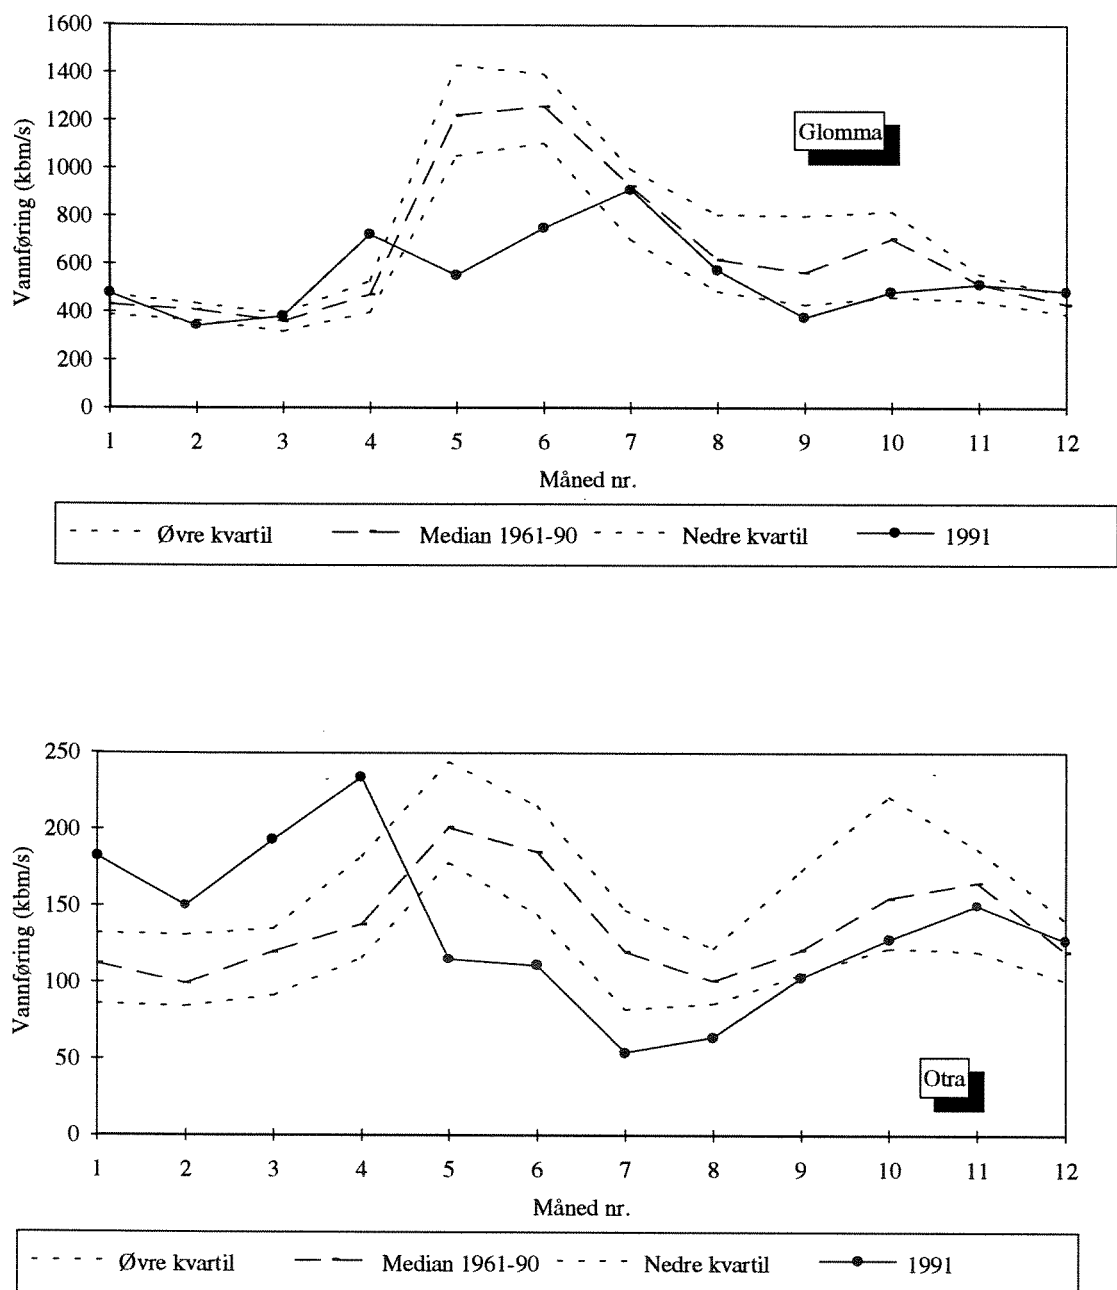 1600
1400
1200
1000
800
600
400
200
0
Vannføring (kbm/s)
Glomma
1 2 3 4 5 6 7 8 9 10 11 12
Måned nr.
Øvre kvartil Median 1961-90 Nedre kvartil 1991
250
200
150
100
50
0
Vannføring (kbm/s)
Otra
1 2 3 4 5 6 7 8 9 10 11 12
Måned nr.
Øvre kvartil Median 1961-90 Nedre kvartil 1991